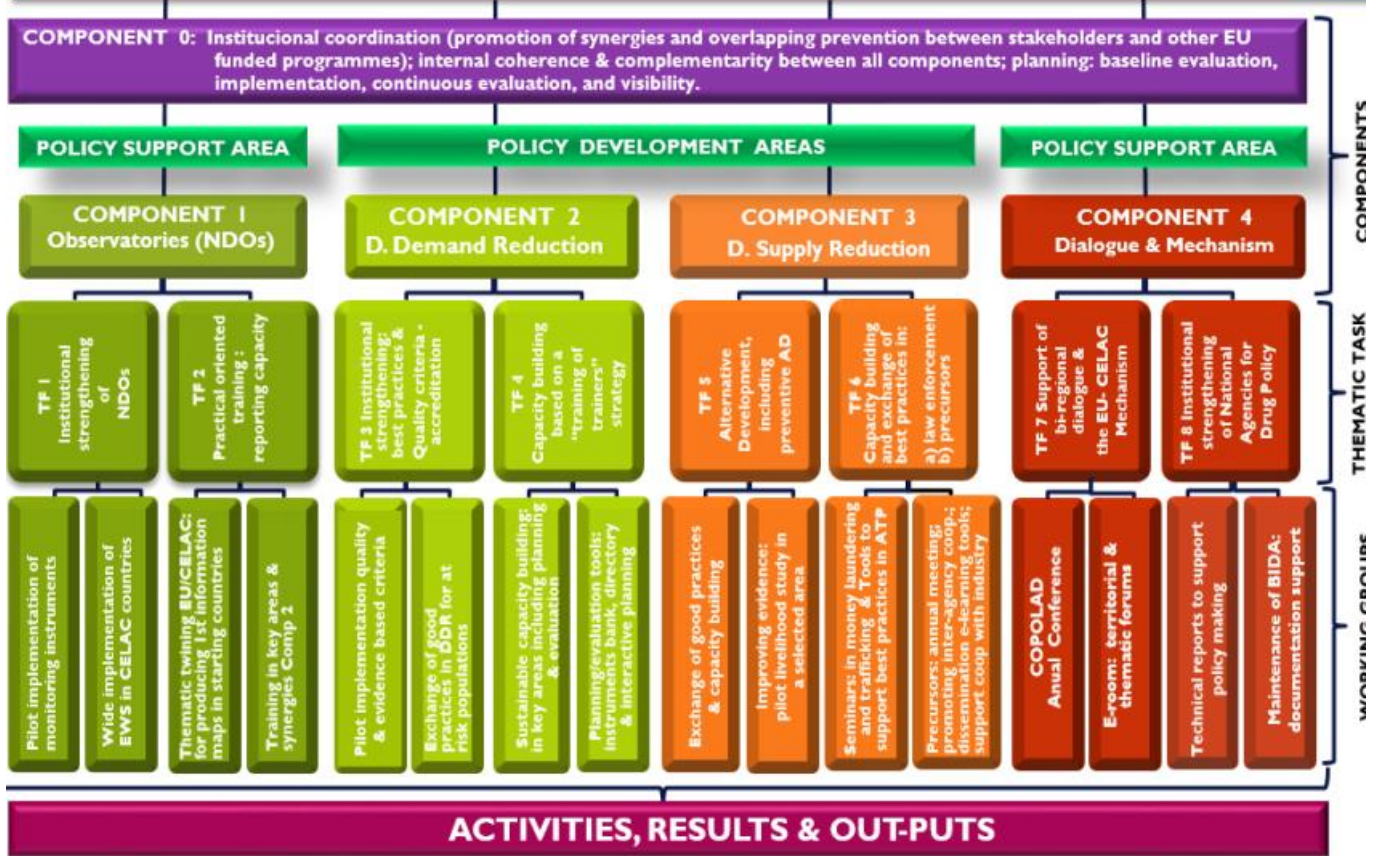 COMPONENT 0: Institucional coordination (promotion of synergies and overlapping prevention between stakeholders and other EU
funded programmes); internal coherence & complementarity between all components; planning: baseline evaluation,
implementation, continuous evaluation, and visibility.
POLICY SUPPORT AREA
POLICY DEVELOPMENT AREAS
POLICY SUPPORT AREA
COMPONENT 1
Observatories (NDOs)
COMPONENT 2
D. Demand Reduction
COMPONENT 3
D. Supply Reduction
COMPONENT 4
Dialogue & Mechanism
COMPONENTS
TF 1
Institutional
strengthening
of
NDOs
TF 2
Practical oriented
training :
reporting capacity
TF 3 Institutional
strengthening:
best practices &
Quality criteria -
accreditation
TF 4
Capacity building
based on a
"training of
trainers"
strategy
TF 5
Alternative
Development,
including
preventive AD
TF 6
Capacity building
and exchange of
best practices in:
a) law enforcement
b) precursors
TF 7 Support of
bi-regional
dialogue &
the EU- CELAC
Mechanism
TF 8 Institutional
strengthening
of National
Agencies for
Drug Policy
THEMATIC TASK
Pilot implementation of
monitoring instruments
Wide implementation of
EWS in CELAC countries
Thematic twining EU/CELAC:
for producing 1st information
maps in starting countries
Training in key areas &
synergies Comp 2
Pilot implementation quality
& evidence based criteria
Exchange of good
practices in DDR for at
risk populations
Sustainable capacity building:
in key areas including planning
& evaluation
Planning/evaluation tools:
instruments bank, directory
& interactive planning
Exchange of good practices
& capacity building
Improving evidence:
pilot livelihood study in
a selected area
Seminars: in money laundering
and trafficking & Tools to
support best practices in ATP
Precursors: annual meeting;
promoting inter-agency coop.;
dissemination e-learning tools;
support coop with industry
COPOLAD
Anual Conference
E-room: territorial &
thematic forums
Technical reports to support
policy making
Maintenance of BIDA:
documentation support
WORKING GROUPS
ACTIVITIES, RESULTS & OUT-PUTS